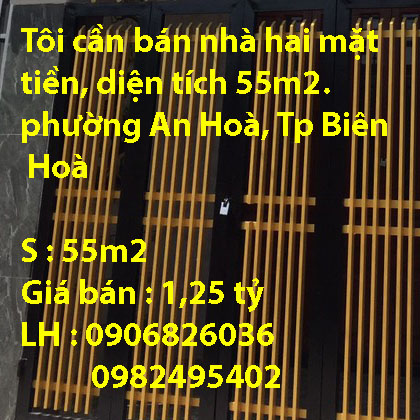 Tôi cần bán nhà hai mặt
tiền, diện tích 55m2.
phường An Hoà, Tp Biên
Hoà
S : 55m2
Giá bán : 1,25 tỷ
LH : 0906826036
0982495402